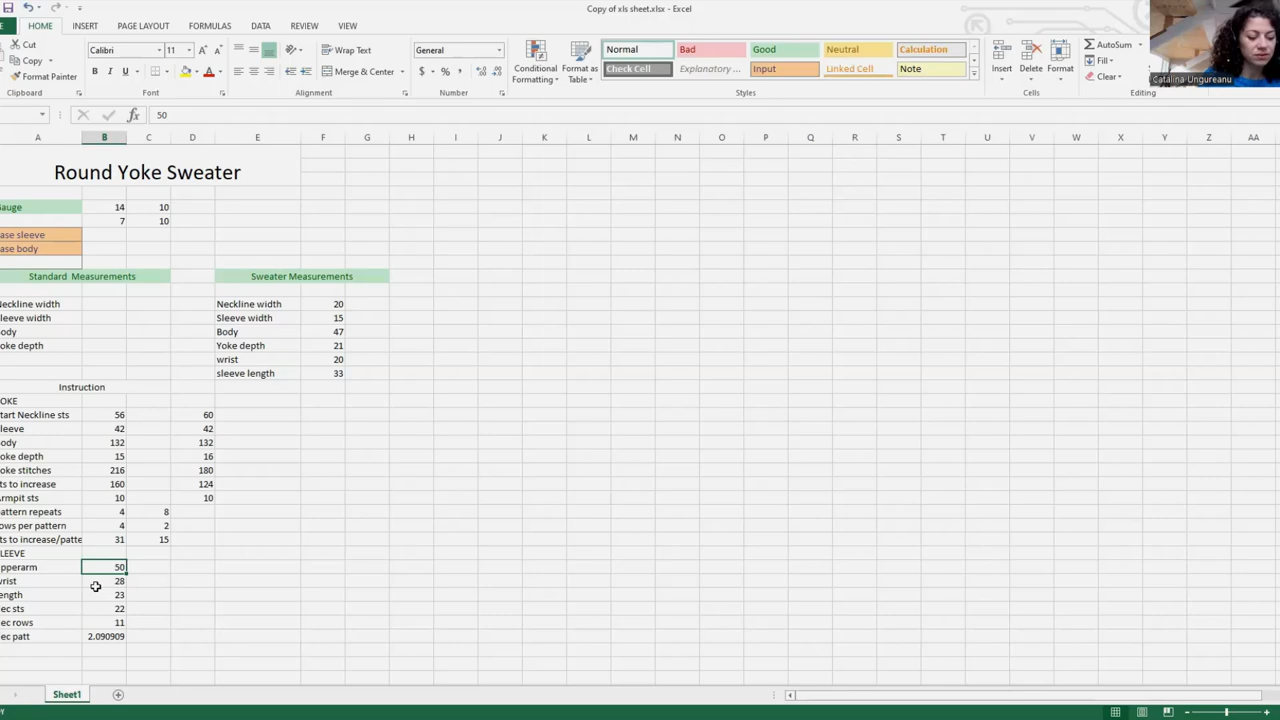 Copy of xls sheet.xlsx - Excel
HOME INSERT PAGE LAYOUT FORMULAS DATA REVIEW VIEW
Cut
Copy
Format Painter
Clipboard
Calibri 11
B I U
Font
Wrap Text
Merge & Center
Alignment
General
$ % ,
Number
Conditional Formatting
Format as Table
Normal Bad Good Neutral Calculation
Check Cell Explanatory ... Input Linked Cell Note
Styles
Insert Delete Format
Cells
AutoSum
Fill
Clear
Editing
Catalina Ungureanu
fx 50
A B C D E F G H I J K L M N O P Q R S T U V W X Y Z AA
Round Yoke Sweater
Gauge 14 10
7 10
ase sleeve
ase body
Standard Measurements Sweater Measurements
Neckline width Neckline width 20
leeve width Sleeve width 15
ody Body 47
oke depth Yoke depth 21
wrist 20
sleeve length 33
Instruction
OKE
tart Neckline sts 56 60
leeve 42 42
ody 132 132
oke depth 15 16
oke stitches 216 180
ts to increase 160 124
Armpit sts 10 10
attern repeats 4 8
ows per pattern 4 2
ts to increase/patte 31 15
LEEVE
pperarm 50
wrist 28
ength 23
ec sts 22
ec rows 11
ec patt 2.090909
Sheet1